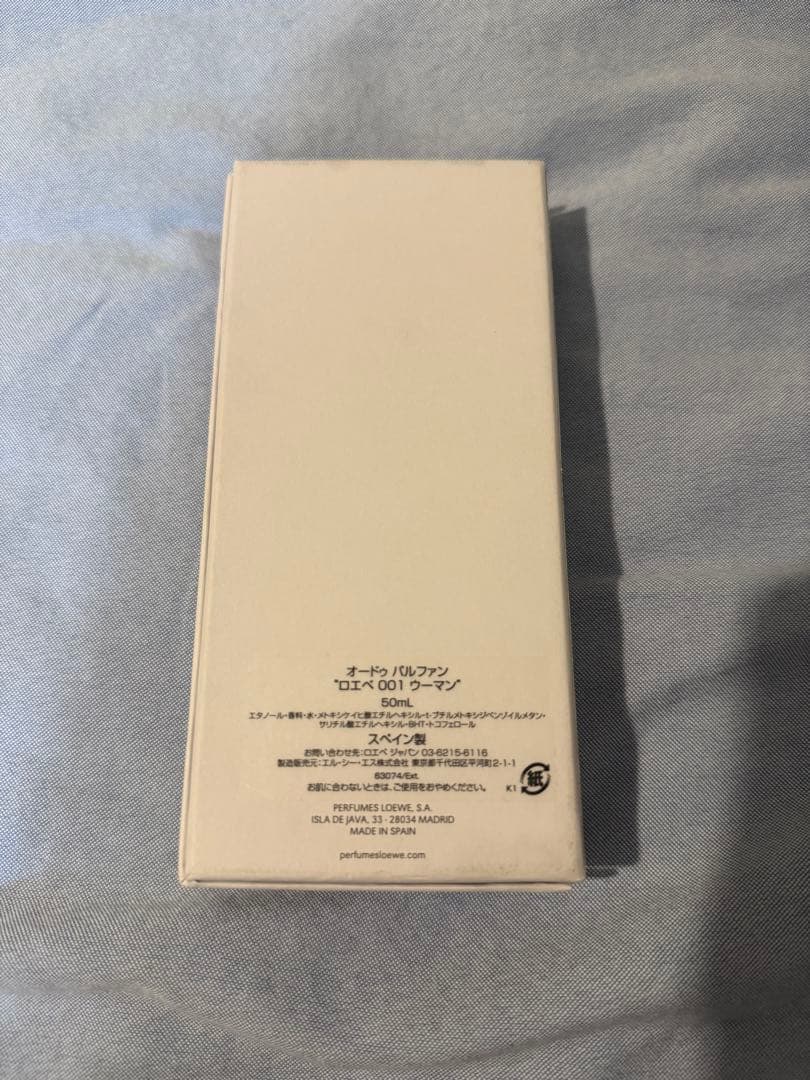 オードゥ パルファン
"ロエベ 001 ウーマン"
50mL
エタノール・香料・水・メトキシケイヒ酸エチルヘキシル・t-ブチルメトキシジベンゾイルメタン・
サリチル酸エチルヘキシル・BHT・トコフェロール
スペイン製
お問い合わせ先：ロエベ ジャパン 03-6215-6116
製造販売元：エル・シー・エス株式会社 東京都千代田区平河町2-1-1
63074/Ext.
お肌に合わないときは、ご使用をおやめください。
K1 紙
PERFUMES LOEWE, S.A.
ISLA DE JAVA, 33 - 28034 MADRID
MADE IN SPAIN
perfumesloewe.com